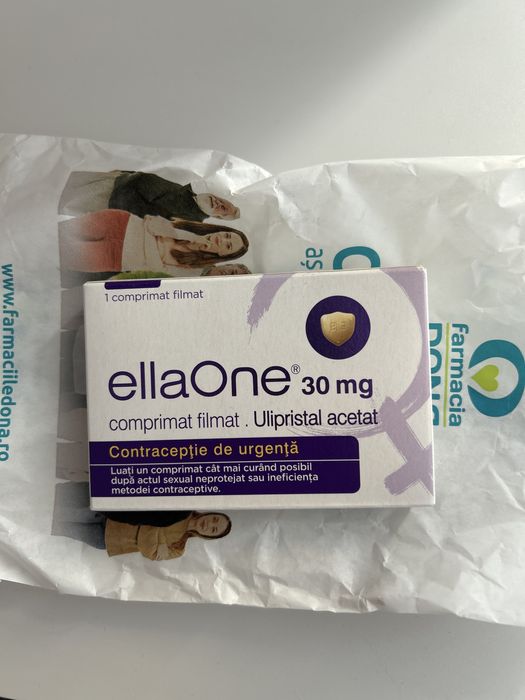 1 comprimat filmat
ellaOne® 30 mg
comprimat filmat . Ulipristal acetat
Contracepție de urgență
Luați un comprimat cât mai curând posibil
după actul sexual neprotejat sau ineficiența
metodei contraceptive.
ella
www.farmaciiledona.ro
farmacia